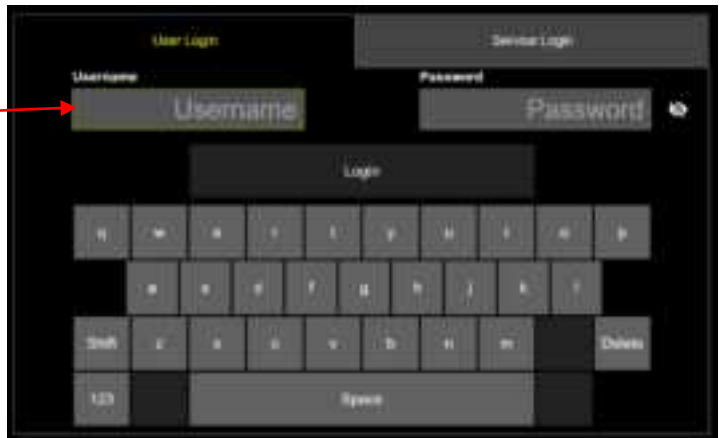 User Login Service Login
Username Password
Username Password
Login
q w e r t y u i o p
a s d f g h j k l
Shift z x c v b n m Delete
123 Space